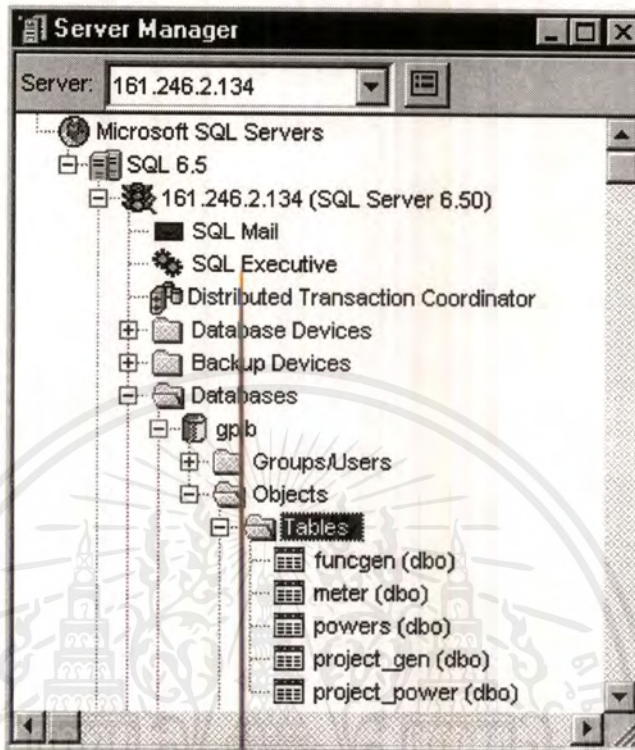 Server Manager
Server: 161.246.2.134
Microsoft SQL Servers
SQL 6.5
161.246.2.134 (SQL Server 6.50)
SQL Mail
SQL Executive
Distributed Transaction Coordinator
Database Devices
Backup Devices
Databases
gpib
Groups/Users
Objects
Tables
funcgen (dbo)
meter (dbo)
powers (dbo)
project_gen (dbo)
project_power (dbo)